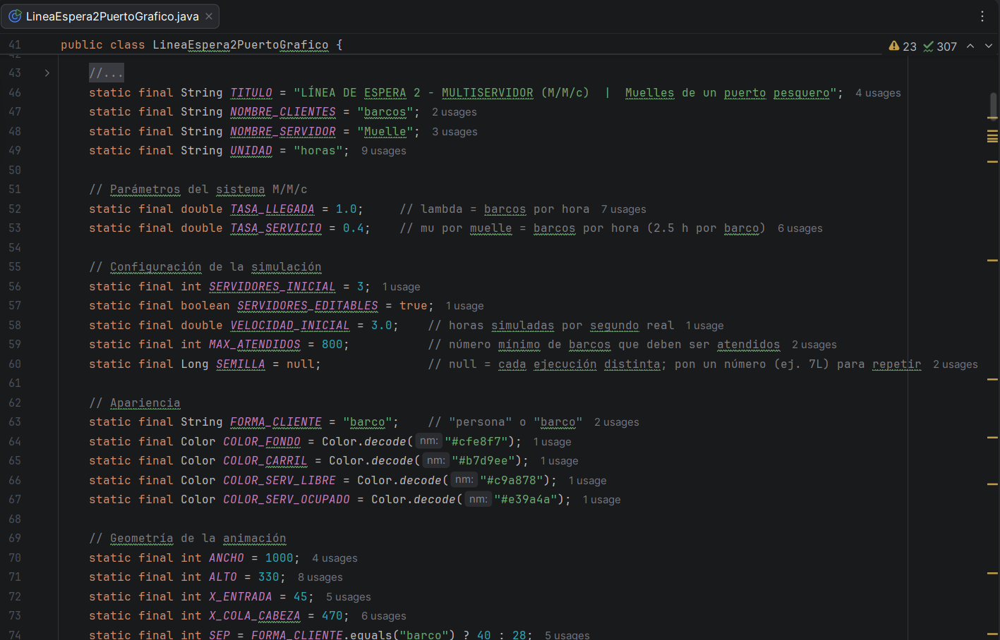 LineaEspera2PuertoGrafico.java
41 public class LineaEspera2PuertoGrafico { 23 307
42
43 //...
46 static final String TITULO = "LÍNEA DE ESPERA 2 - MULTISERVIDOR (M/M/c)  |  Muelles de un puerto pesquero"; 4 usages
47 static final String NOMBRE_CLIENTES = "barcos"; 2 usages
48 static final String NOMBRE_SERVIDOR = "Muelle"; 3 usages
49 static final String UNIDAD = "horas"; 9 usages
50
51 // Parámetros del sistema M/M/c
52 static final double TASA_LLEGADA = 1.0; // lambda = barcos por hora 7 usages
53 static final double TASA_SERVICIO = 0.4; // mu por muelle = barcos por hora (2.5 h por barco) 6 usages
54
55 // Configuración de la simulación
56 static final int SERVIDORES_INICIAL = 3; 1 usage
57 static final boolean SERVIDORES_EDITABLES = true; 1 usage
58 static final double VELOCIDAD_INICIAL = 3.0; // horas simuladas por segundo real 1 usage
59 static final int MAX_ATENDIDOS = 800; // número mínimo de barcos que deben ser atendidos 2 usages
60 static final Long SEMILLA = null; // null = cada ejecución distinta; pon un número (ej. 7L) para repetir 2 usages
61
62 // Apariencia
63 static final String FORMA_CLIENTE = "barco"; // "persona" o "barco" 2 usages
64 static final Color COLOR_FONDO = Color.decode( nm: "#cfe8f7"); 1 usage
65 static final Color COLOR_CARRIL = Color.decode( nm: "#b7d9ee"); 1 usage
66 static final Color COLOR_SERV_LIBRE = Color.decode( nm: "#c9a878"); 1 usage
67 static final Color COLOR_SERV_OCUPADO = Color.decode( nm: "#e39a4a"); 1 usage
68
69 // Geometría de la animación
70 static final int ANCHO = 1000; 4 usages
71 static final int ALTO = 330; 8 usages
72 static final int X_ENTRADA = 45; 5 usages
73 static final int X_COLA_CABEZA = 470; 6 usages
74 static final int SEP = FORMA_CLIENTE.equals("barco") ? 40 : 28; 5 usages